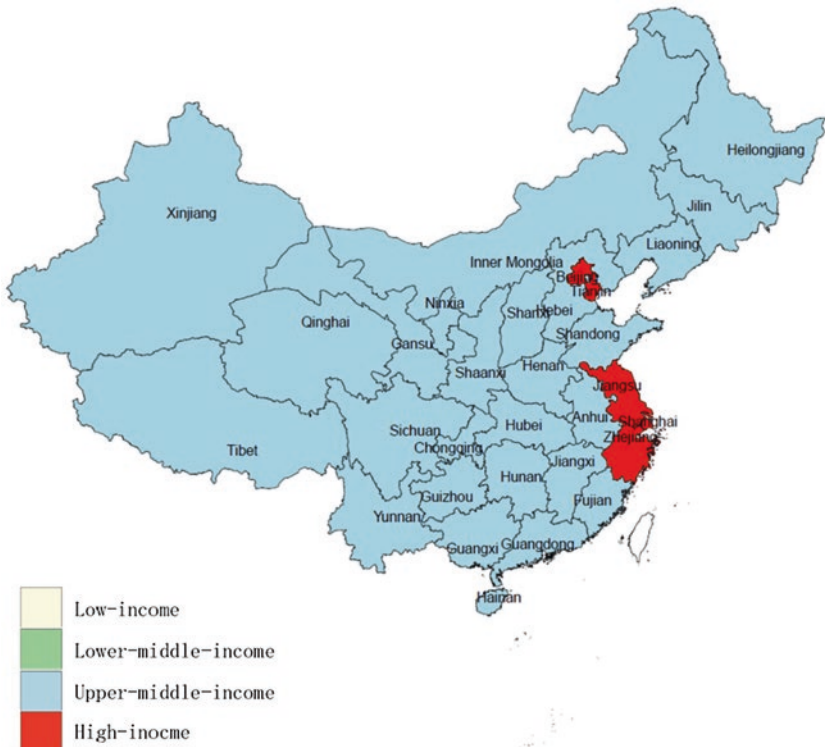 Heilongjiang
Jilin
Xinjiang
Liaoning
Inner Mongolia
Beijing
Tianjin
Ninxia
Hebei
Shanxi
Qinghai
Shandong
Gansu
Henan
Shaanxi
Jiangsu
Anhui
Shanghai
Hubei
Sichuan
Zhejiang
Tibet
Chongqing
Jiangxi
Hunan
Guizhou
Fujian
Yunnan
Guangdong
Guangxi
Hainan
Low-income
Lower-middle-income
Upper-middle-income
High-inocme